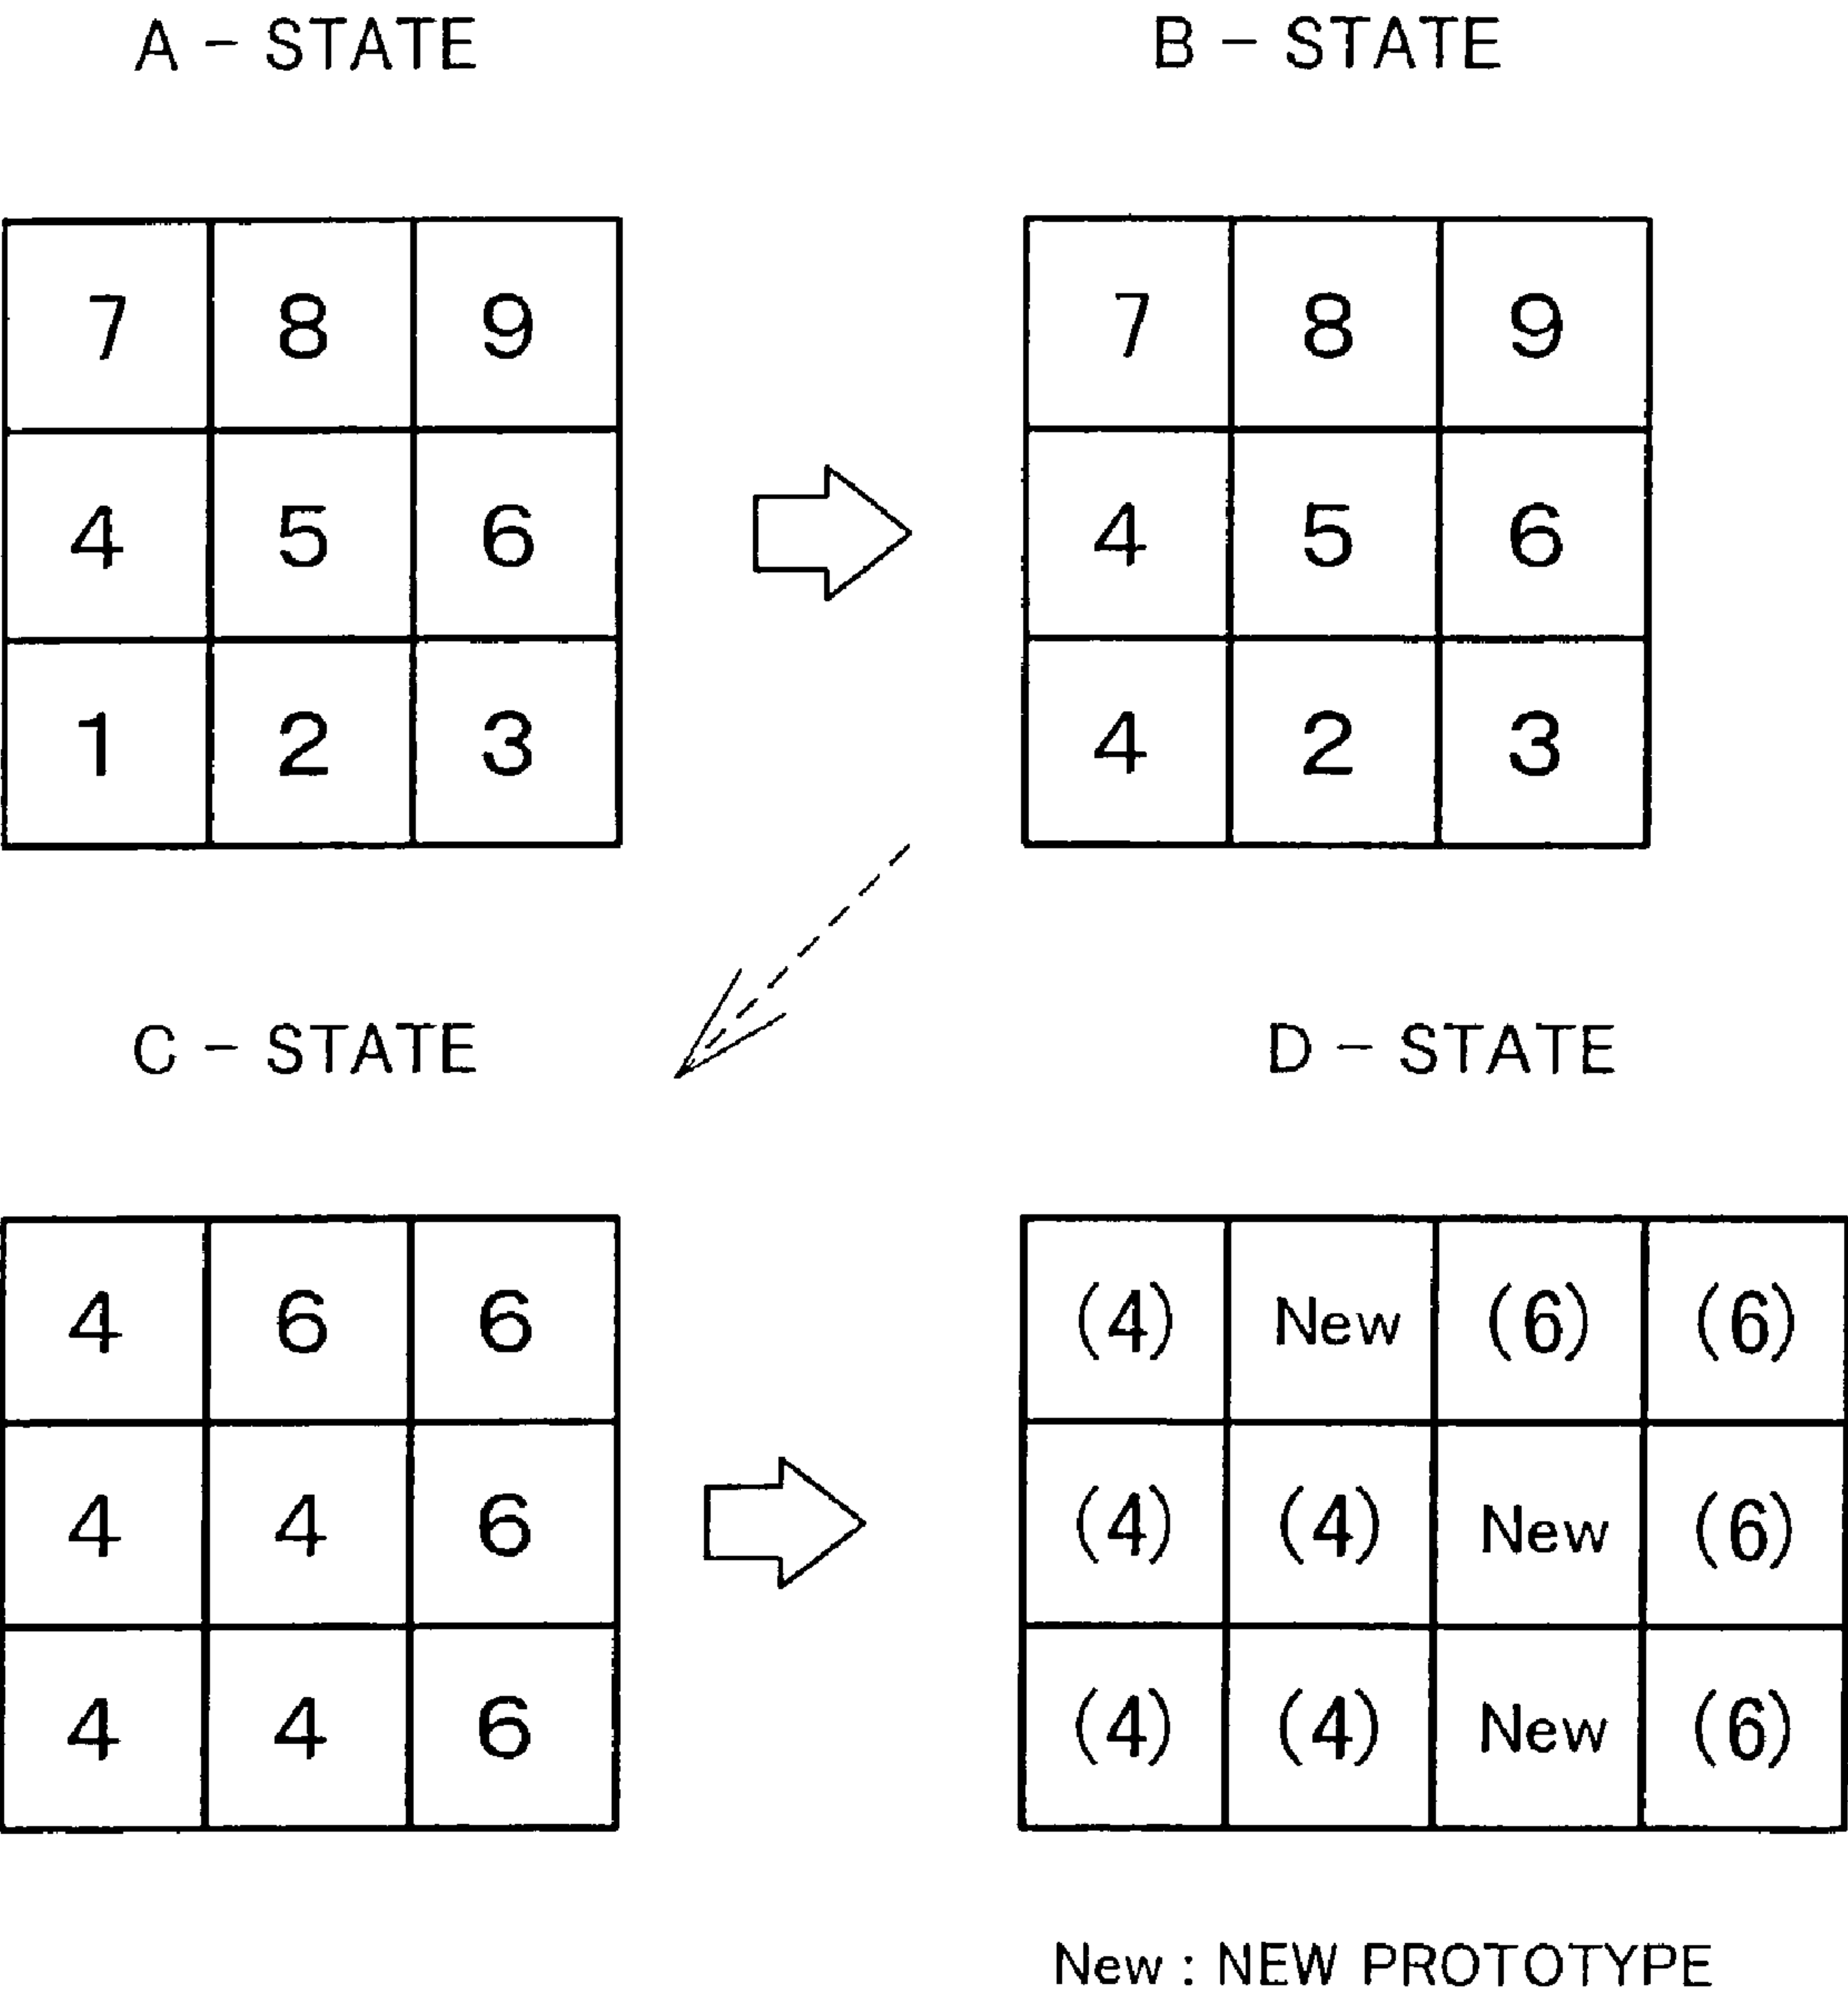 A - STATE
B - STATE
7 8 9
4 5 6
1 2 3
7 8 9
4 5 6
4 2 3
C - STATE
D - STATE
4 6 6
4 4 6
4 4 6
(4) New (6) (6)
(4) (4) New (6)
(4) (4) New (6)
New : NEW PROTOTYPE